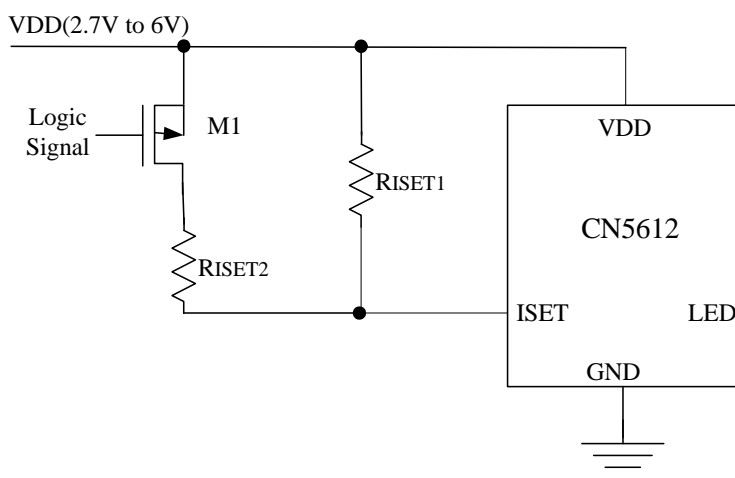 VDD(2.7V to 6V)
Logic
Signal
M1
RISET1
RISET2
VDD
CN5612
ISET
LED
GND